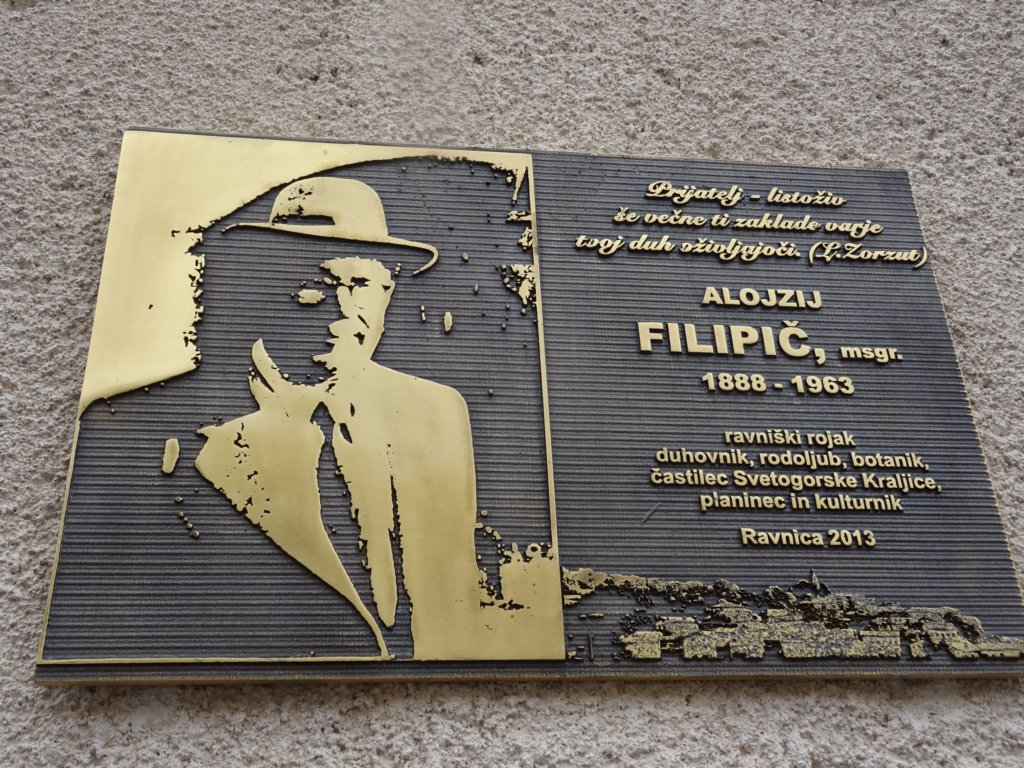 Prijatelj - listoživ
še večne ti zaklade varje
tvoj duh oživljajoči. (L.Zorzut)
ALOJZIJ
FILIPIČ, msgr.
1888 - 1963
ravniški rojak
duhovnik, rodoljub, botanik,
častilec Svetogorske Kraljice,
planinec in kulturnik
Ravnica 2013